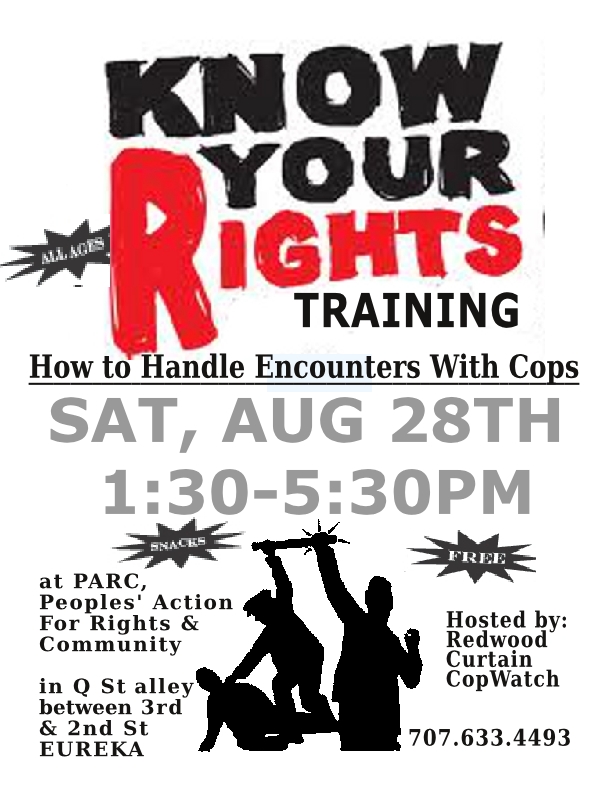 KNOW
YOUR
RIGHTS
ALL AGES
TRAINING
How to Handle Encounters With Cops
SAT, AUG 28TH
1:30-5:30PM
SNACKS
FREE
at PARC,
Peoples' Action
For Rights &
Community
in Q St alley
between 3rd
& 2nd St
EUREKA
Hosted by:
Redwood
Curtain
CopWatch
707.633.4493